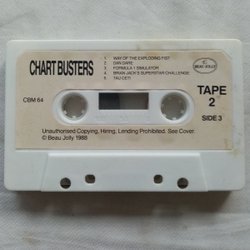 CHART BUSTERS
1. WAY OF THE EXPLODING FIST
2. DAN DARE
3. FORMULA 1 SIMULATOR
4. BRIAN JACK'S SUPERSTAR CHALLENGE
5. TAU-CETI
BEAU JOLLY
CBM 64
TAPE
2
SIDE 3
Unauthorised Copying, Hiring, Lending Prohibited. See Cover.
© Beau Jolly 1988